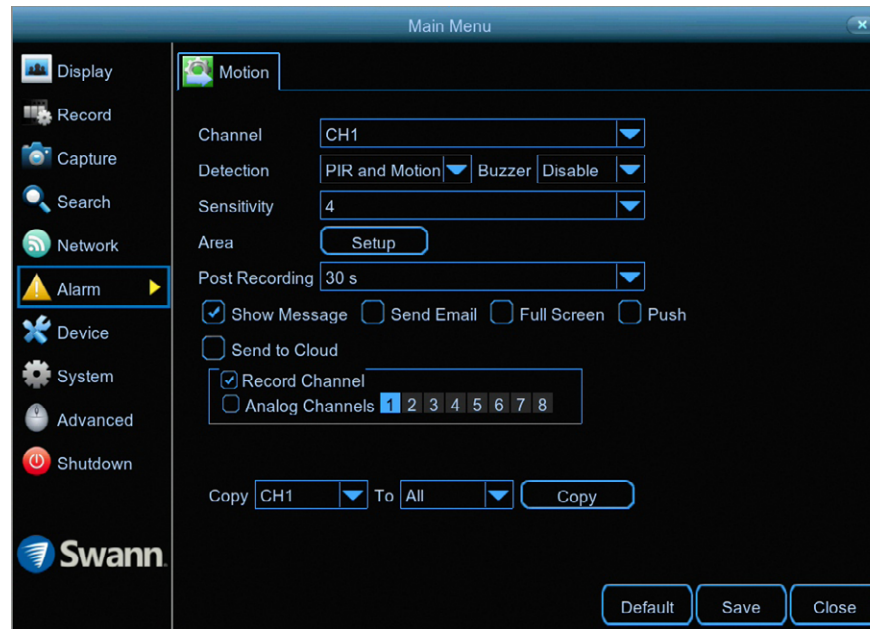 Main Menu
Display
Record
Capture
Search
Network
Alarm
Device
System
Advanced
Shutdown
Swann
Motion
Channel CH1
Detection PIR and Motion Buzzer Disable
Sensitivity 4
Area Setup
Post Recording 30 s
Show Message Send Email Full Screen Push
Send to Cloud
Record Channel
Analog Channels 1 2 3 4 5 6 7 8
Copy CH1 To All Copy
Default Save Close